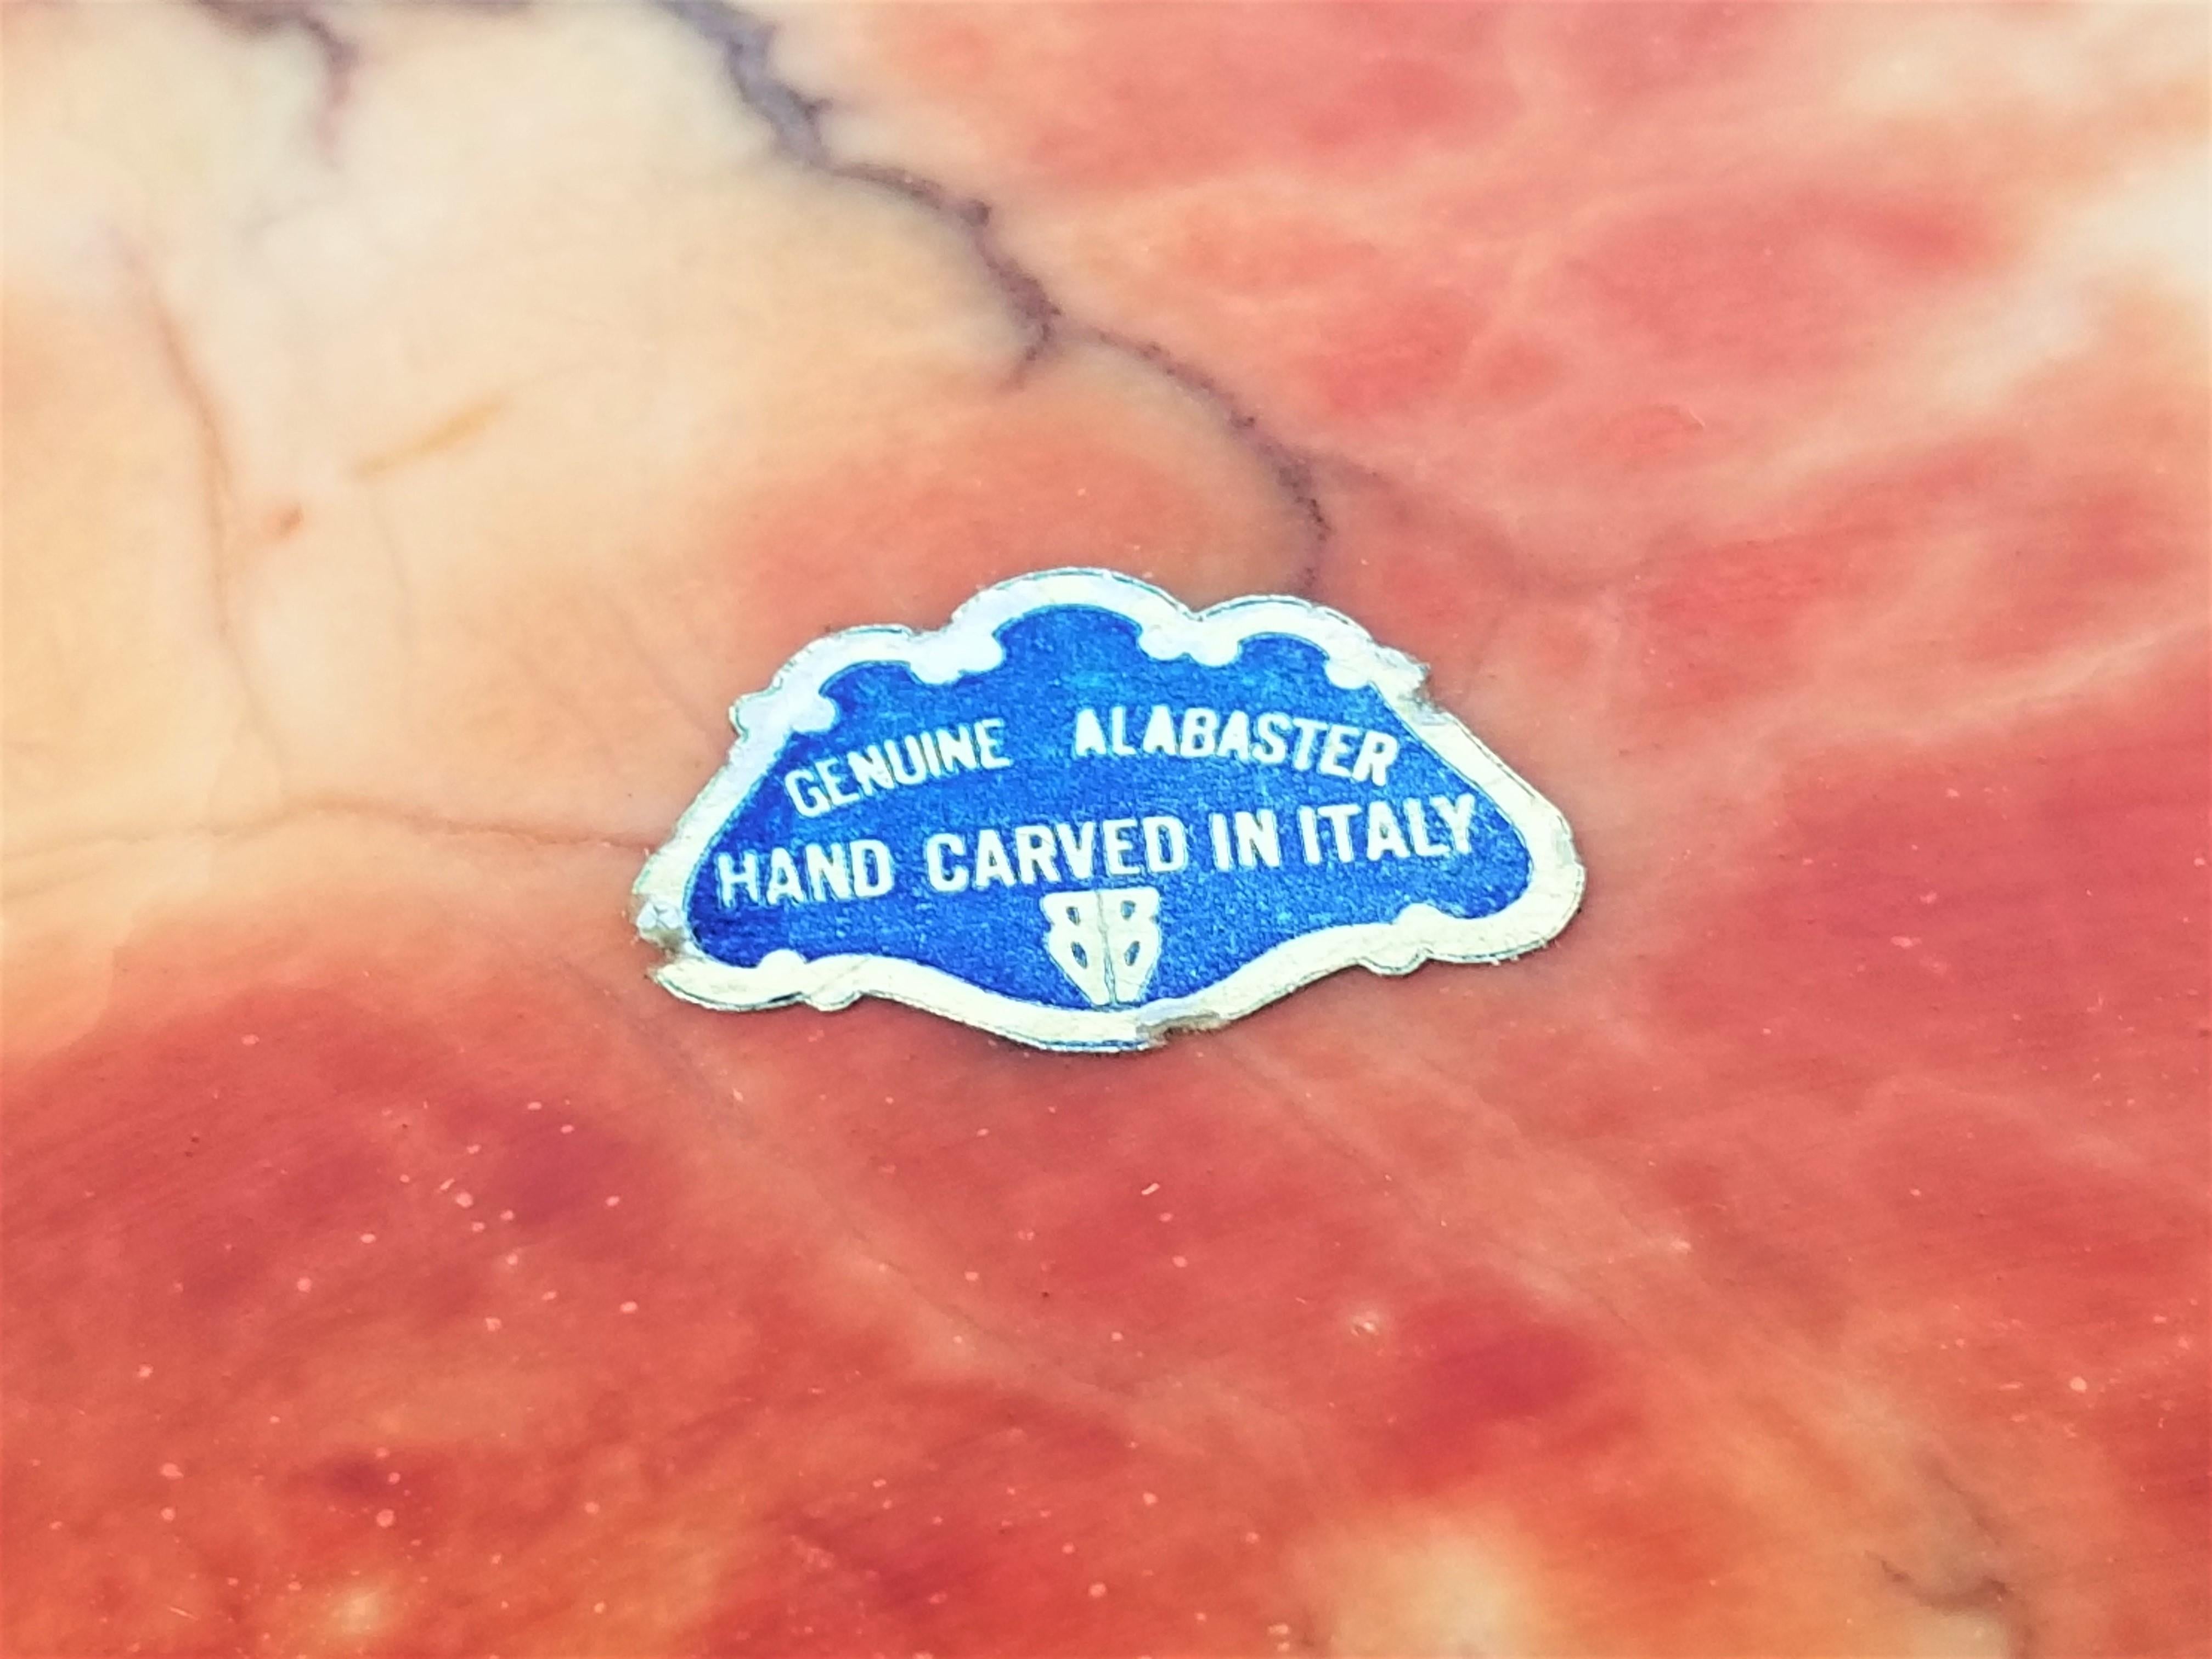 GENUINE ALABASTER
HAND CARVED IN ITALY
BB